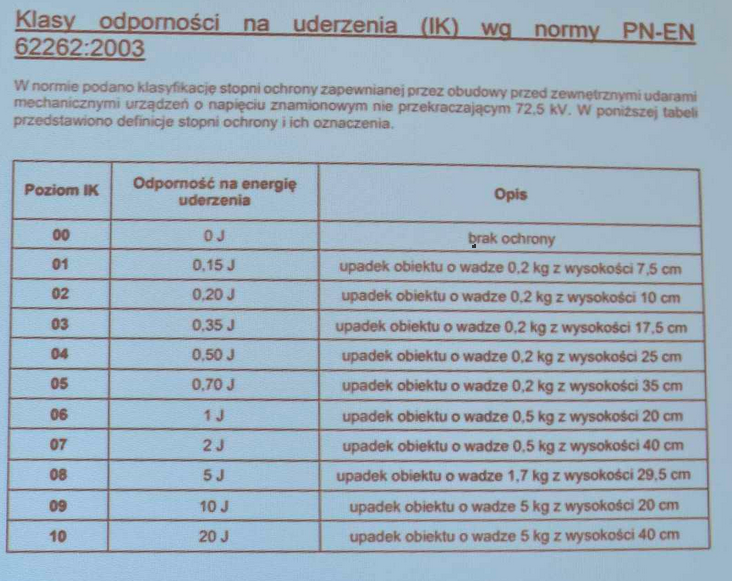 Klasy odporności na uderzenia (IK) wg normy PN-EN
62262:2003
W normie podano klasyfikację stopni ochrony zapewnianej przez obudowy przed zewnętrznymi udarami
mechanicznymi urządzeń o napięciu znamionowym nie przekraczającym 72,5 kV. W poniższej tabeli
przedstawiono definicje stopni ochrony i ich oznaczenia.
Poziom IK Odporność na energię uderzenia Opis
00 0 J brak ochrony
01 0,15 J upadek obiektu o wadze 0,2 kg z wysokości 7,5 cm
02 0,20 J upadek obiektu o wadze 0,2 kg z wysokości 10 cm
03 0,35 J upadek obiektu o wadze 0,2 kg z wysokości 17,5 cm
04 0,50 J upadek obiektu o wadze 0,2 kg z wysokości 25 cm
05 0,70 J upadek obiektu o wadze 0,2 kg z wysokości 35 cm
06 1 J upadek obiektu o wadze 0,5 kg z wysokości 20 cm
07 2 J upadek obiektu o wadze 0,5 kg z wysokości 40 cm
08 5 J upadek obiektu o wadze 1,7 kg z wysokości 29,5 cm
09 10 J upadek obiektu o wadze 5 kg z wysokości 20 cm
10 20 J upadek obiektu o wadze 5 kg z wysokości 40 cm